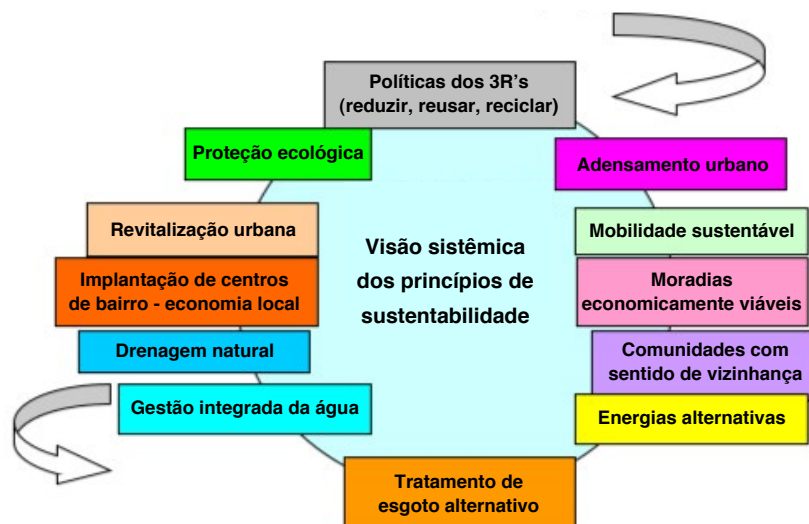 Políticas dos 3R's
(reduzir, reusar, reciclar)
Proteção ecológica
Adensamento urbano
Revitalização urbana
Mobilidade sustentável
Visão sistêmica
dos princípios de
sustentabilidade
Implantação de centros
de bairro - economia local
Moradias
economicamente viáveis
Drenagem natural
Comunidades com
sentido de vizinhança
Gestão integrada da água
Energias alternativas
Tratamento de
esgoto alternativo